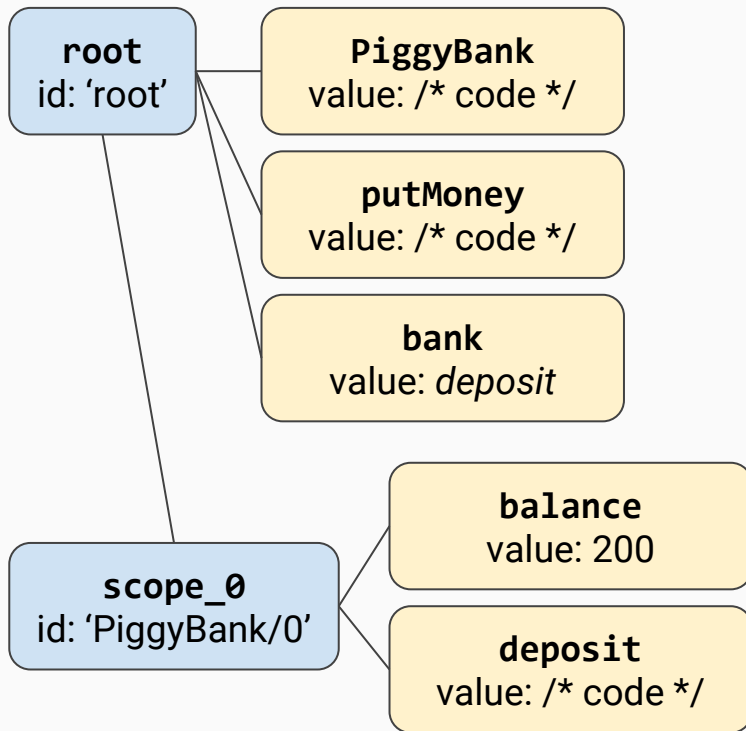 root
id: ‘root’
PiggyBank
value: /* code */
putMoney
value: /* code */
bank
value: deposit
scope_0
id: ‘PiggyBank/0’
balance
value: 200
deposit
value: /* code */